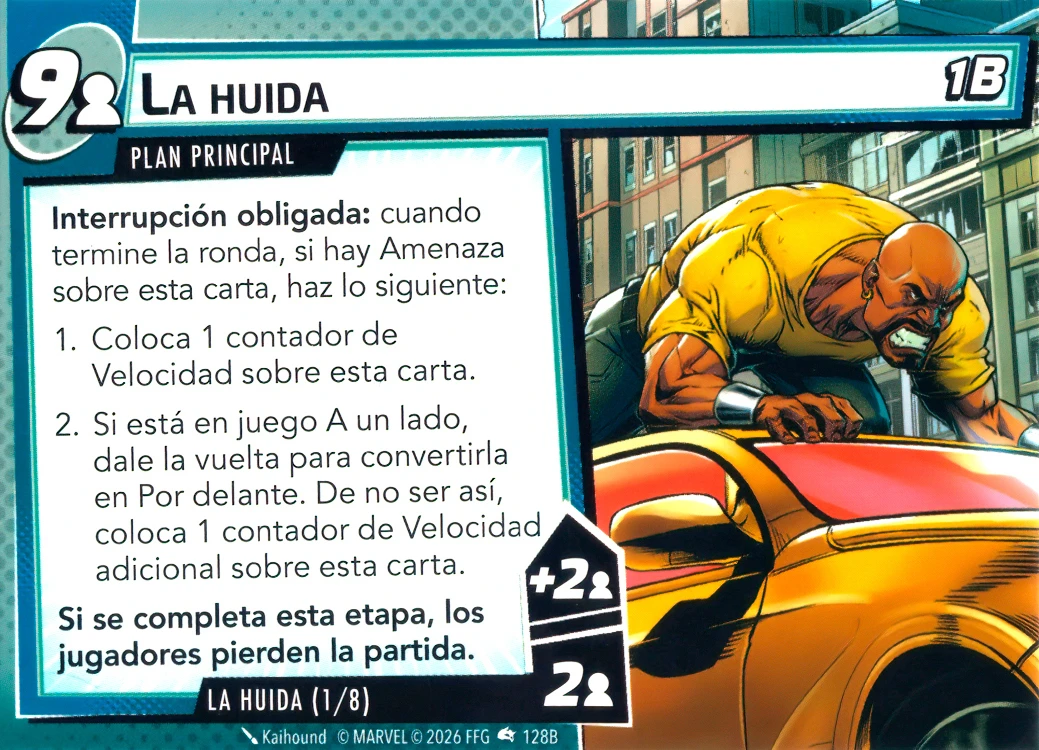 9
LA HUIDA
1B
PLAN PRINCIPAL
Interrupción obligada: cuando
termine la ronda, si hay Amenaza
sobre esta carta, haz lo siguiente:
1. Coloca 1 contador de
Velocidad sobre esta carta.
2. Si está en juego A un lado,
dale la vuelta para convertirla
en Por delante. De no ser así,
coloca 1 contador de Velocidad
adicional sobre esta carta.
Si se completa esta etapa, los
jugadores pierden la partida.
+2
2
LA HUIDA (1/8)
Kaihound © MARVEL © 2026 FFG 128B